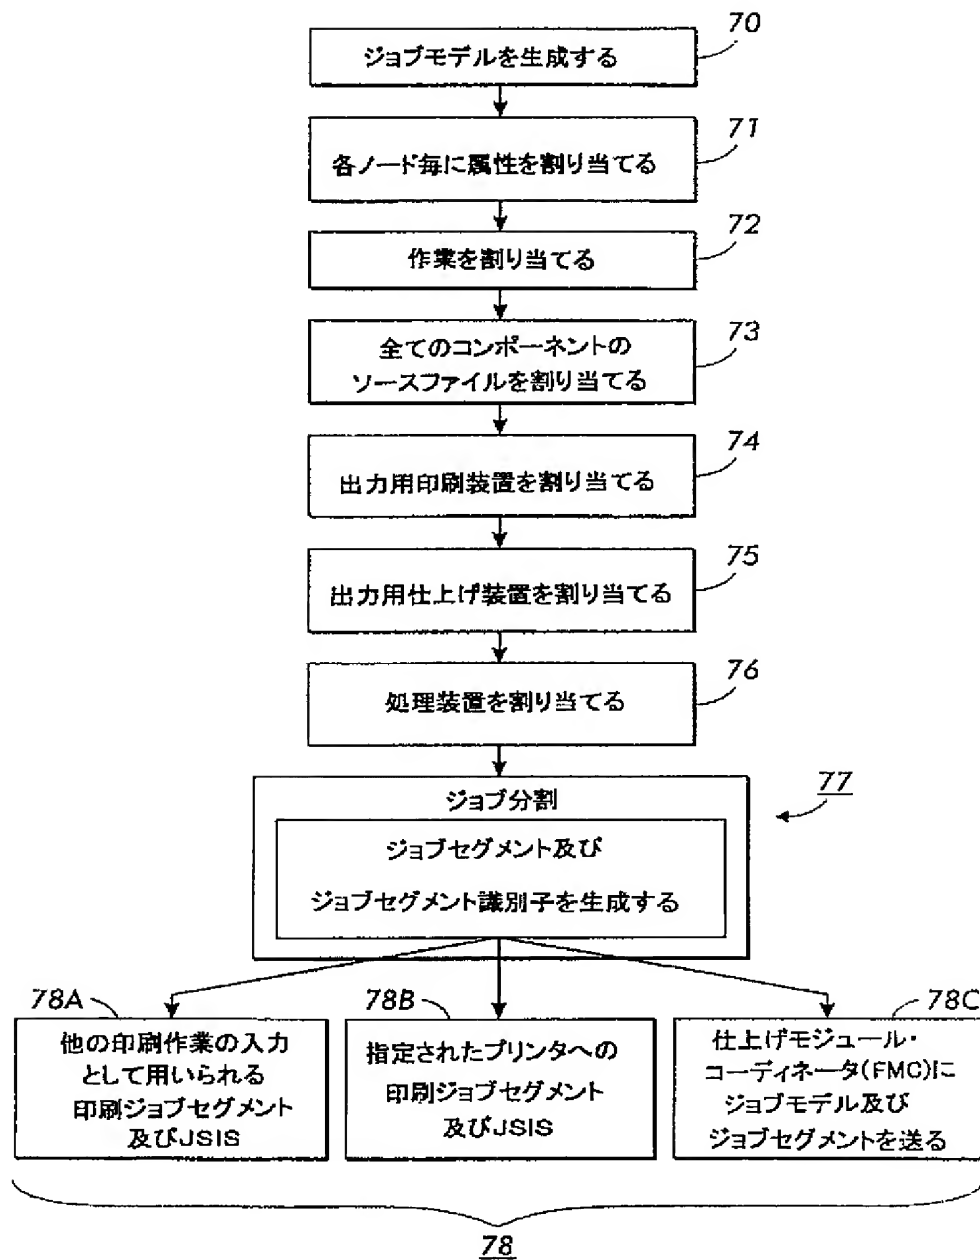 70
ジョブモデルを生成する
71
各ノード毎に属性を割り当てる
72
作業を割り当てる
73
全てのコンポーネントの
ソースファイルを割り当てる
74
出力用印刷装置を割り当てる
75
出力用仕上げ装置を割り当てる
76
処理装置を割り当てる
77
ジョブ分割
ジョブセグメント及び
ジョブセグメント識別子を生成する
78A
他の印刷作業の入力
として用いられる
印刷ジョブセグメント
及びJSIS
78B
指定されたプリンタへの
印刷ジョブセグメント
及びJSIS
78C
仕上げモジュール・
コーディネータ(FMC)に
ジョブモデル及び
ジョブセグメントを送る
78